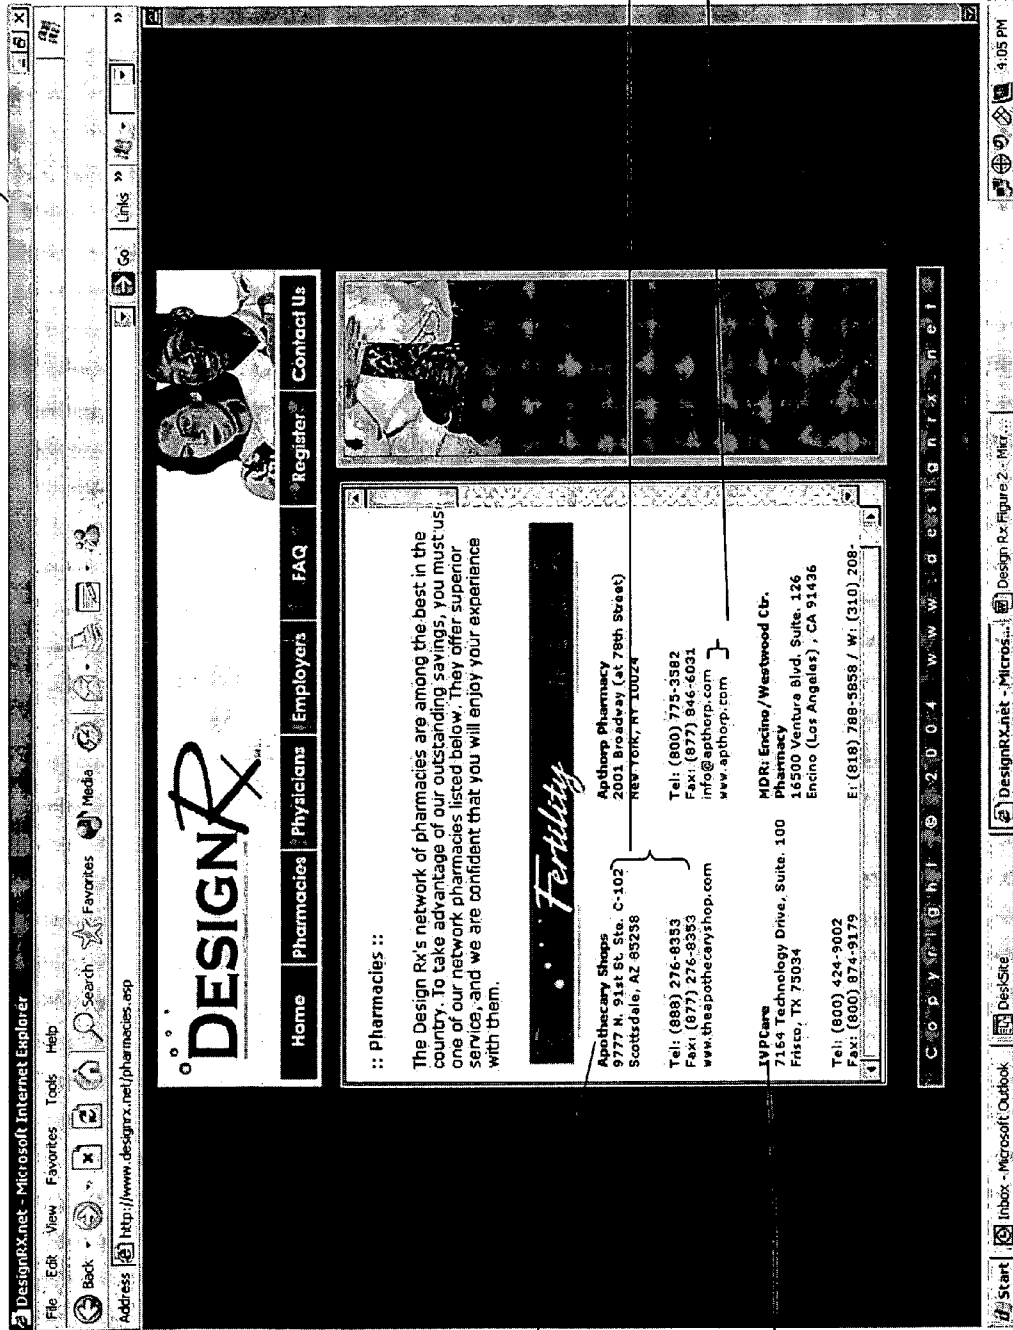 DesignRX.net - Microsoft Internet Explorer
File Edit View Favorites Tools Help
Back Search Favorites Media
Address http://www.designrx.net/pharmacies.asp Go Links »
DESIGNRX
Home Pharmacies Physicians Employers FAQ Register Contact Us
:: Pharmacies ::
The Design Rx's network of pharmacies are among the best in the
country. To take advantage of our outstanding savings, you must us
one of our network pharmacies listed below. They offer superior
service, and we are confident that you will enjoy your experience
with them.
Fertility
Apothecary Shops
9777 N. 91st St. Ste. C-102
Scottsdale, AZ 85258
Tel: (888) 276-8353
Fax: (877) 276-8353
www.theapothecaryshop.com
Apthorp Pharmacy
2001 Broadway (at 78th Street)
New York, NY 10024
Tel: (800) 775-3582
Fax: (877) 846-6031
info@apthorp.com
www.apthorp.com
IVPCare
7164 Technology Drive, Suite. 100
Frisco, TX 75034
Tel: (800) 424-9002
Fax: (800) 874-9179
MDR: Encino/Westwood Ctr.
Pharmacy
16500 Ventura Blvd. Suite. 126
Encino (Los Angeles) , CA 91436
E: (818) 788-5858 / W: (310) 208-
Copyright © 2004 www.designrx.net
Start Inbox - Microsoft Outlook DeskSite DesignRX.net - Micros... Design Rx Figure 2 - Micr... 4:05 PM